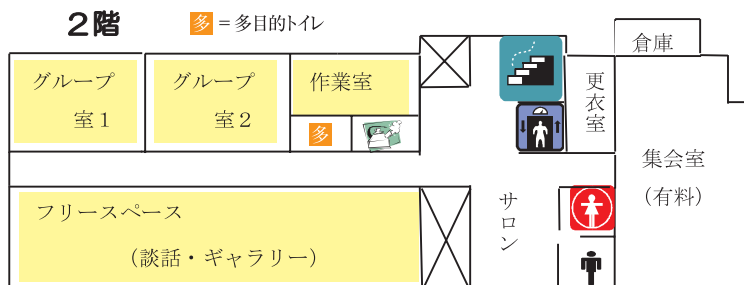 2階
多＝多目的トイレ
グループ
室１
グループ
室２
作業室
多
更衣室
倉庫
集会室
（有料）
サロン
フリースペース
（談話・ギャラリー）